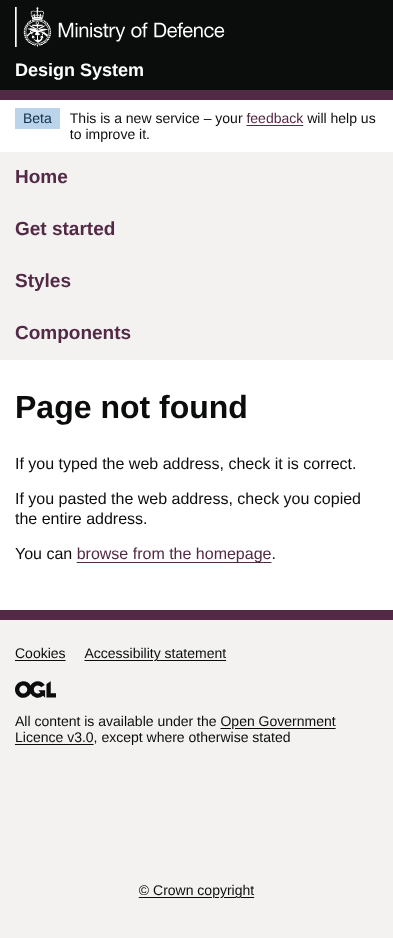 Ministry of Defence
Design System
Beta
This is a new service – your feedback will help us
to improve it.
Home
Get started
Styles
Components
Page not found
If you typed the web address, check it is correct.
If you pasted the web address, check you copied
the entire address.
You can browse from the homepage.
Cookies Accessibility statement
OGL
All content is available under the Open Government
Licence v3.0, except where otherwise stated
© Crown copyright